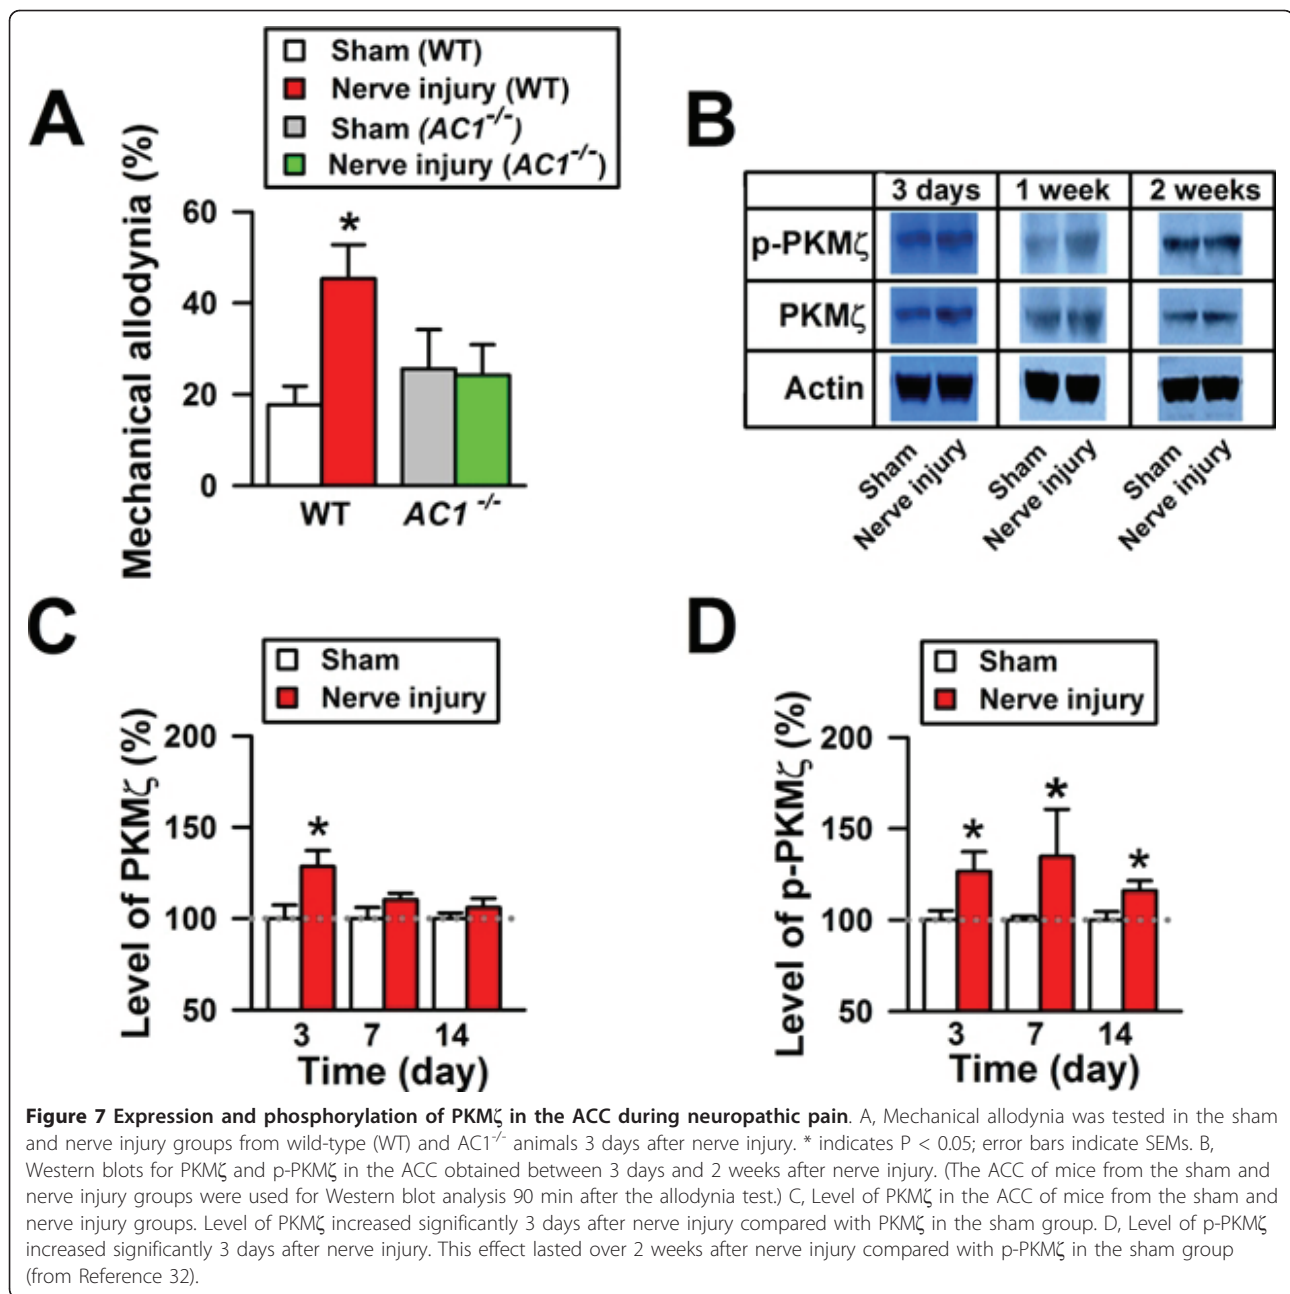 A
Sham (WT)
Nerve injury (WT)
Sham (AC1-/-)
Nerve injury (AC1-/-)
Mechanical allodynia (%)
60
40
20
0
*
WT
AC1 -/-
B
3 days 1 week 2 weeks
p-PKMζ
PKMζ
Actin
Sham
Nerve injury
Sham
Nerve injury
Sham
Nerve injury
C
Sham
Nerve injury
Level of PKMζ (%)
200
150
100
50
*
3 7 14
Time (day)
D
Sham
Nerve injury
Level of p-PKMζ (%)
200
150
100
50
* * *
3 7 14
Time (day)
Figure 7 Expression and phosphorylation of PKMζ in the ACC during neuropathic pain. A, Mechanical allodynia was tested in the sham
and nerve injury groups from wild-type (WT) and AC1-/- animals 3 days after nerve injury. * indicates P < 0.05; error bars indicate SEMs. B,
Western blots for PKMζ and p-PKMζ in the ACC obtained between 3 days and 2 weeks after nerve injury. (The ACC of mice from the sham and
nerve injury groups were used for Western blot analysis 90 min after the allodynia test.) C, Level of PKMζ in the ACC of mice from the sham and
nerve injury groups. Level of PKMζ increased significantly 3 days after nerve injury compared with PKMζ in the sham group. D, Level of p-PKMζ
increased significantly 3 days after nerve injury. This effect lasted over 2 weeks after nerve injury compared with p-PKMζ in the sham group
(from Reference 32).